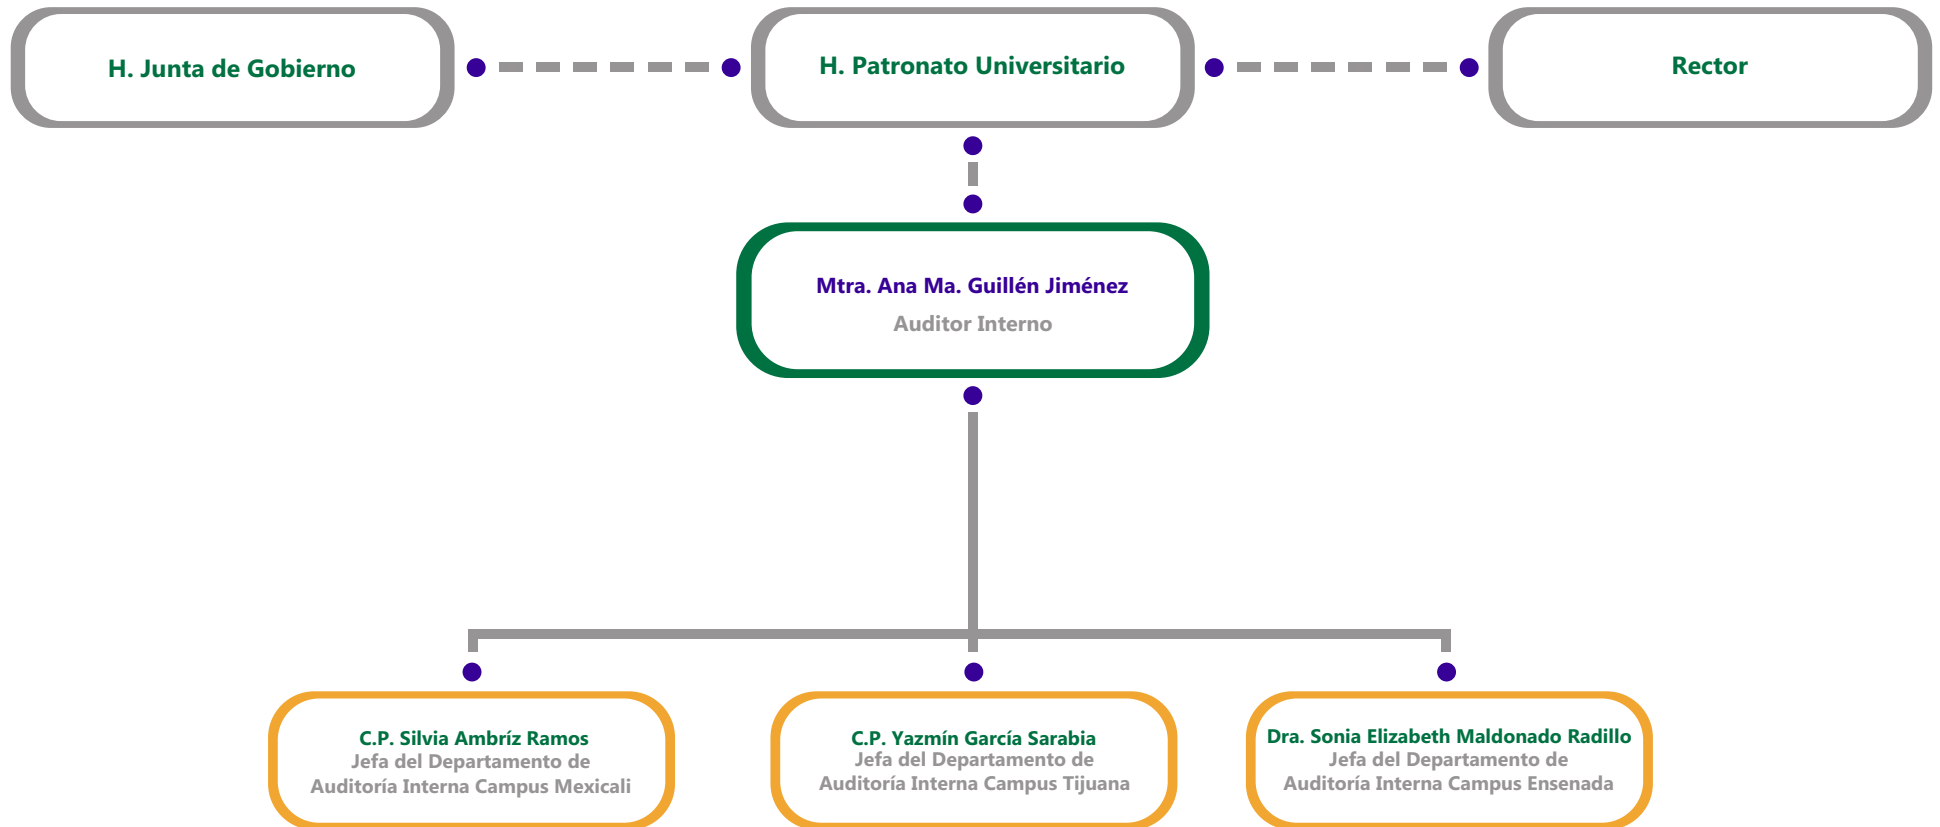 H. Junta de Gobierno
H. Patronato Universitario
Rector
Mtra. Ana Ma. Guillén Jiménez
Auditor Interno
C.P. Silvia Ambríz Ramos
Jefa del Departamento de
Auditoría Interna Campus Mexicali
C.P. Yazmín García Sarabia
Jefa del Departamento de
Auditoría Interna Campus Tijuana
Dra. Sonia Elizabeth Maldonado Radillo
Jefa del Departamento de
Auditoría Interna Campus Ensenada